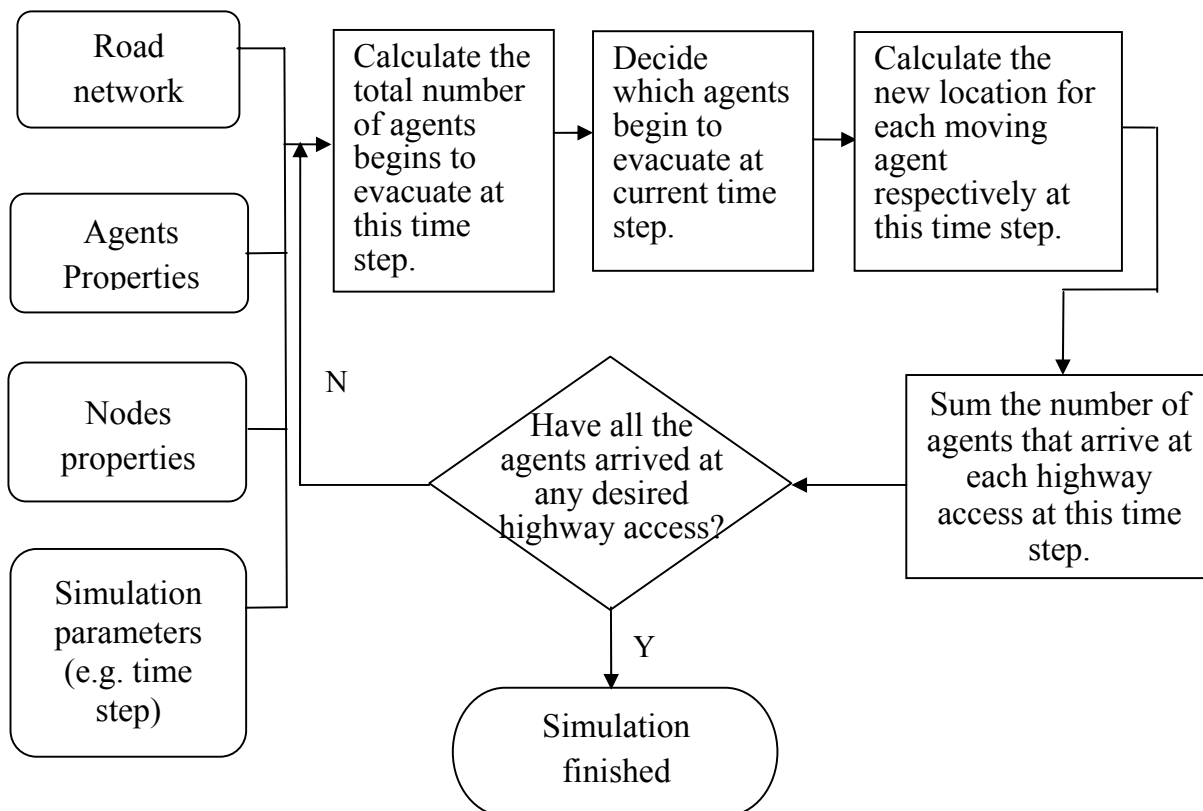 Road
network
Agents
Properties
Nodes
properties
Simulation
parameters
(e.g. time
step)
Calculate the
total number
of agents
begins to
evacuate at
this time
step.
Decide
which agents
begin to
evacuate at
current time
step.
Calculate the
new location for
each moving
agent
respectively at
this time step.
Sum the number of
agents that arrive at
each highway
access at this time
step.
Have all the
agents arrived at
any desired
highway access?
N
Y
Simulation
finished